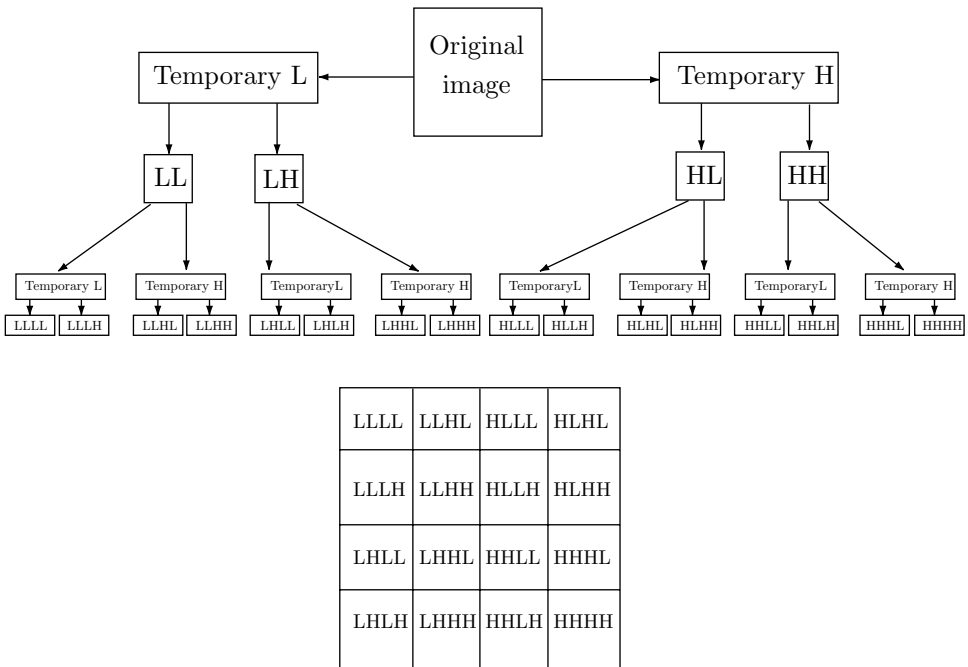 Original
image
Temporary L
Temporary H
LL
LH
HL
HH
Temporary L
Temporary H
TemporaryL
Temporary H
TemporaryL
Temporary H
TemporaryL
Temporary H
LLLL LLLH LLHL LLHH LHLL LHLH LHHL LHHH HLLL HLLH HLHL HLHH HHLL HHLH HHHL HHHH
LLLL LLHL HLLL HLHL
LLLH LLHH HLLH HLHH
LHLL LHHL HHLL HHHL
LHLH LHHH HHLH HHHH